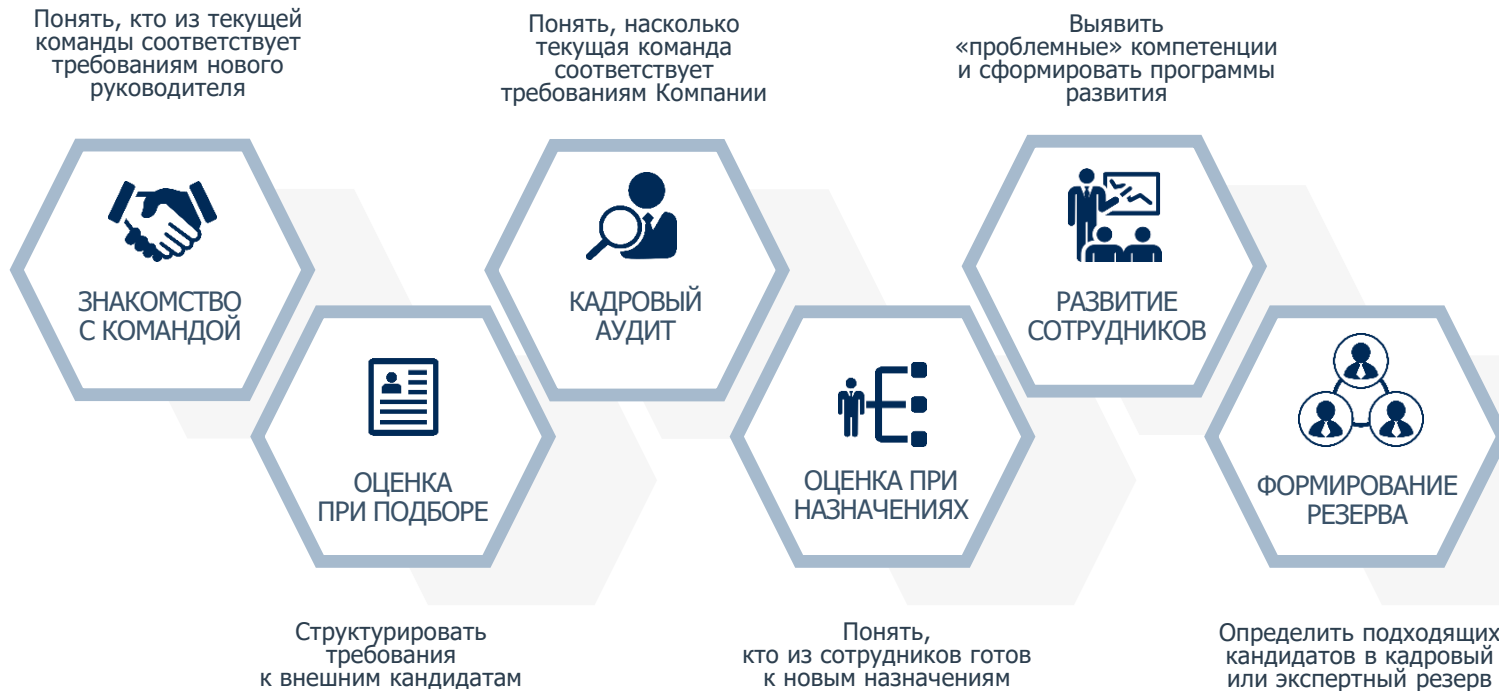 Понять, кто из текущей
команды соответствует
требованиям нового
руководителя
Понять, насколько
текущая команда
соответствует
требованиям Компании
Выявить
«проблемные» компетенции
и сформировать программы
развития
ЗНАКОМСТВО
С КОМАНДОЙ
КАДРОВЫЙ
АУДИТ
РАЗВИТИЕ
СОТРУДНИКОВ
ОЦЕНКА
ПРИ ПОДБОРЕ
ОЦЕНКА ПРИ
НАЗНАЧЕНИЯХ
ФОРМИРОВАНИЕ
РЕЗЕРВА
Структурировать
требования
к внешним кандидатам
Понять,
кто из сотрудников готов
к новым назначениям
Определить подходящих
кандидатов в кадровый
или экспертный резерв